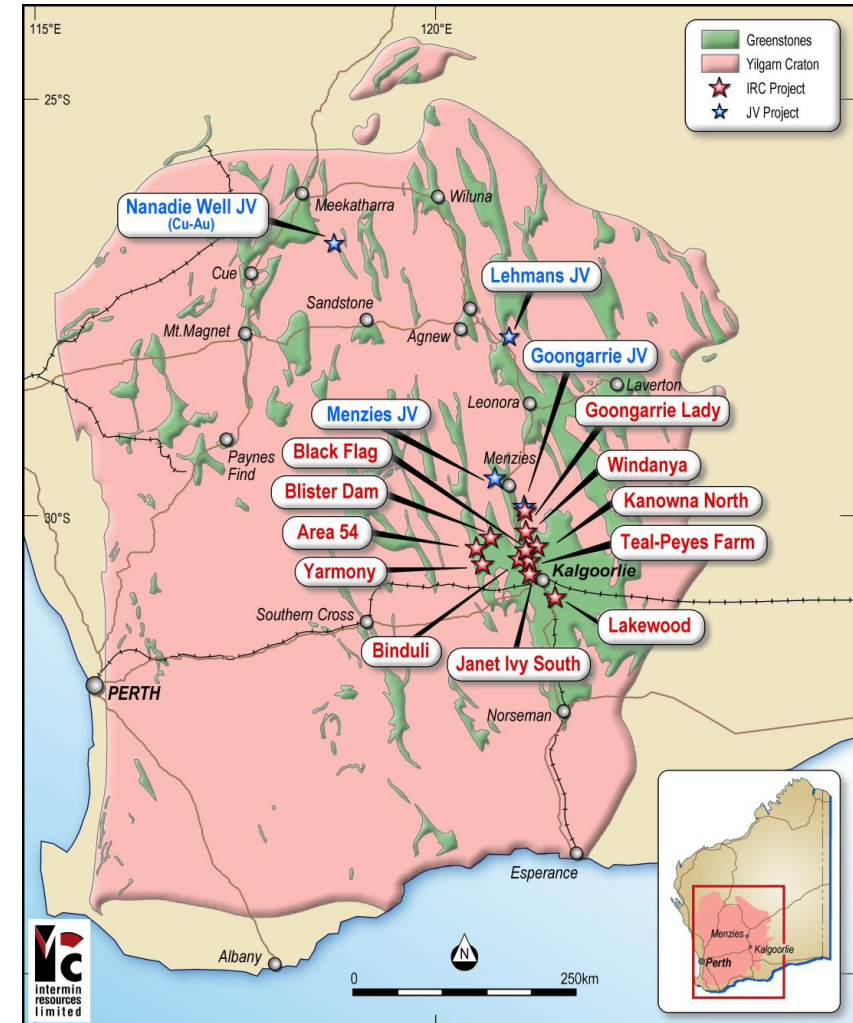 115°E
120°E
Greenstones
Yilgarn Craton
IRC Project
JV Project
25°S
Nanadie Well JV
(Cu-Au)
Meekatharra
Wiluna
Cue
Lehmans JV
Sandstone
Mt.Magnet
Agnew
Goongarrie JV
Laverton
Leonora
Goongarrie Lady
Menzies JV
Paynes
Find
Black Flag
Menzies
Windanya
Blister Dam
Kanowna North
30°S
Area 54
Teal-Peyes Farm
Yarmony
Kalgoorlie
Southern Cross
Lakewood
Binduli
Janet Ivy South
PERTH
Norseman
Esperance
Albany
N
0
250km
intermin
resources
limited
Menzies
Kalgoorlie
Perth